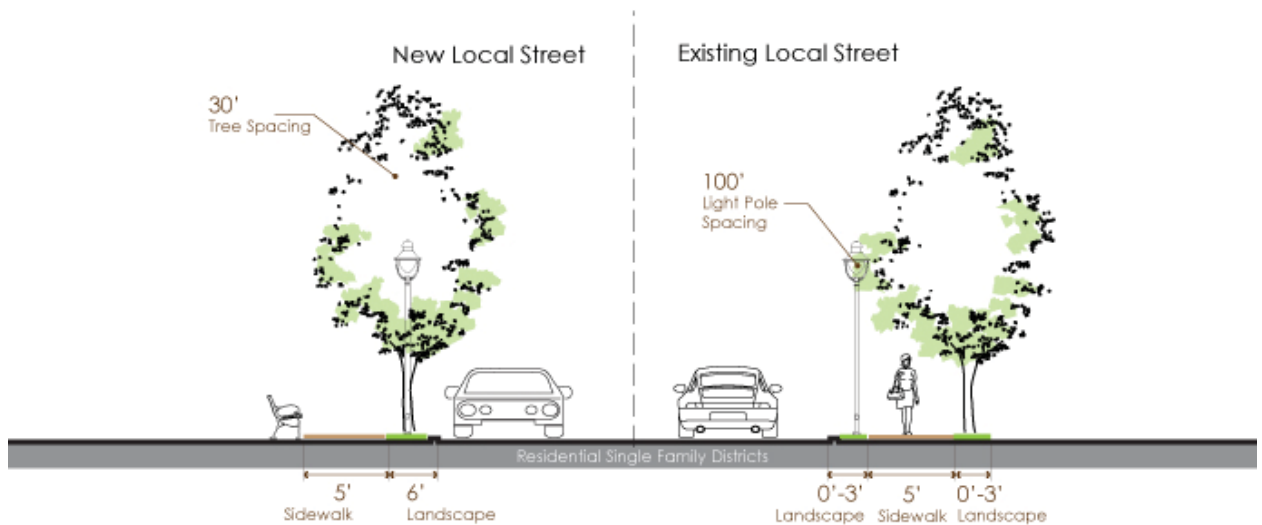 New Local Street
Existing Local Street
30'
Tree Spacing
100'
Light Pole
Spacing
Residential Single Family Districts
5'
Sidewalk
6'
Landscape
0'-3'
Landscape
5'
Sidewalk
0'-3'
Landscape